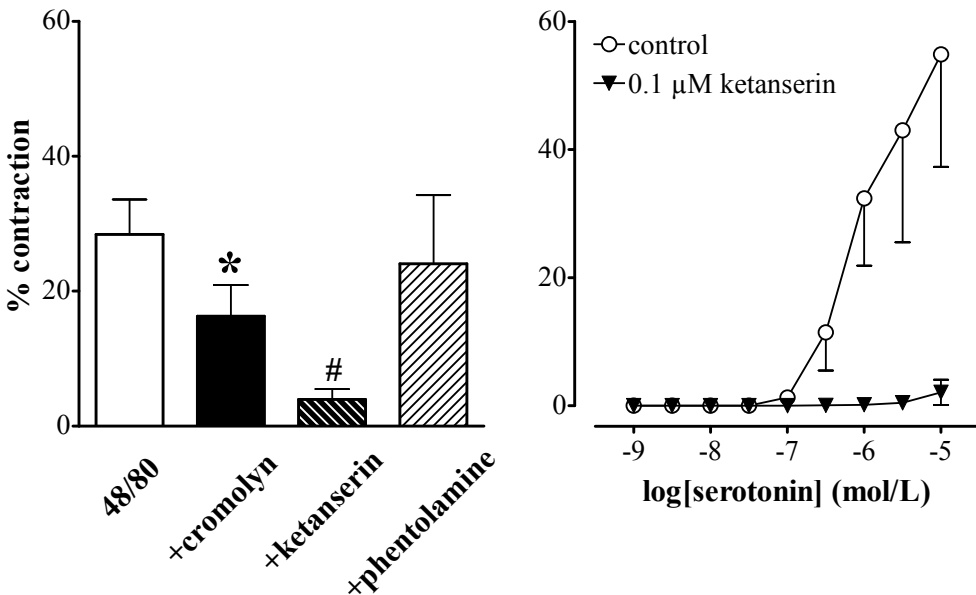 % contraction
60
40
20
0
*
#
48/80
+cromolyn
+ketanserin
+phentolamine
60
40
20
0
control
0.1 µM ketanserin
-9
-8
-7
-6
-5
log[serotonin] (mol/L)